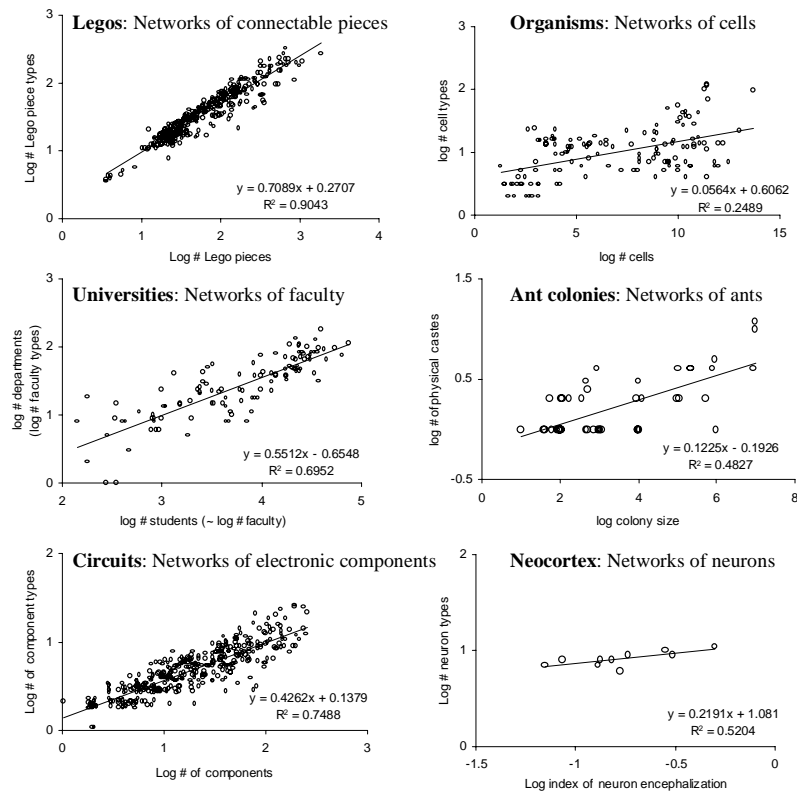 Legos: Networks of connectable pieces
3
2
1
0
0
1
2
3
4
Log # Lego piece types
Log # Lego pieces
y = 0.7089x + 0.2707
R² = 0.9043
Organisms: Networks of cells
3
2
1
0
0
5
10
15
log # cell types
log # cells
y = 0.0564x + 0.6062
R² = 0.2489
Universities: Networks of faculty
3
2
1
0
2
3
4
5
log # departments
(log # faculty types)
log # students (~ log # faculty)
y = 0.5512x - 0.6548
R² = 0.6952
Ant colonies: Networks of ants
1.5
0.5
-0.5
0
2
4
6
8
log # of physical castes
log colony size
y = 0.1225x - 0.1926
R² = 0.4827
Circuits: Networks of electronic components
2
1
0
0
1
2
3
Log # of component types
Log # of components
y = 0.4262x + 0.1379
R² = 0.7488
Neocortex: Networks of neurons
2
1
0
-1.5
-1
-0.5
0
Log # neuron types
Log index of neuron encephalization
y = 0.2191x + 1.081
R² = 0.5204